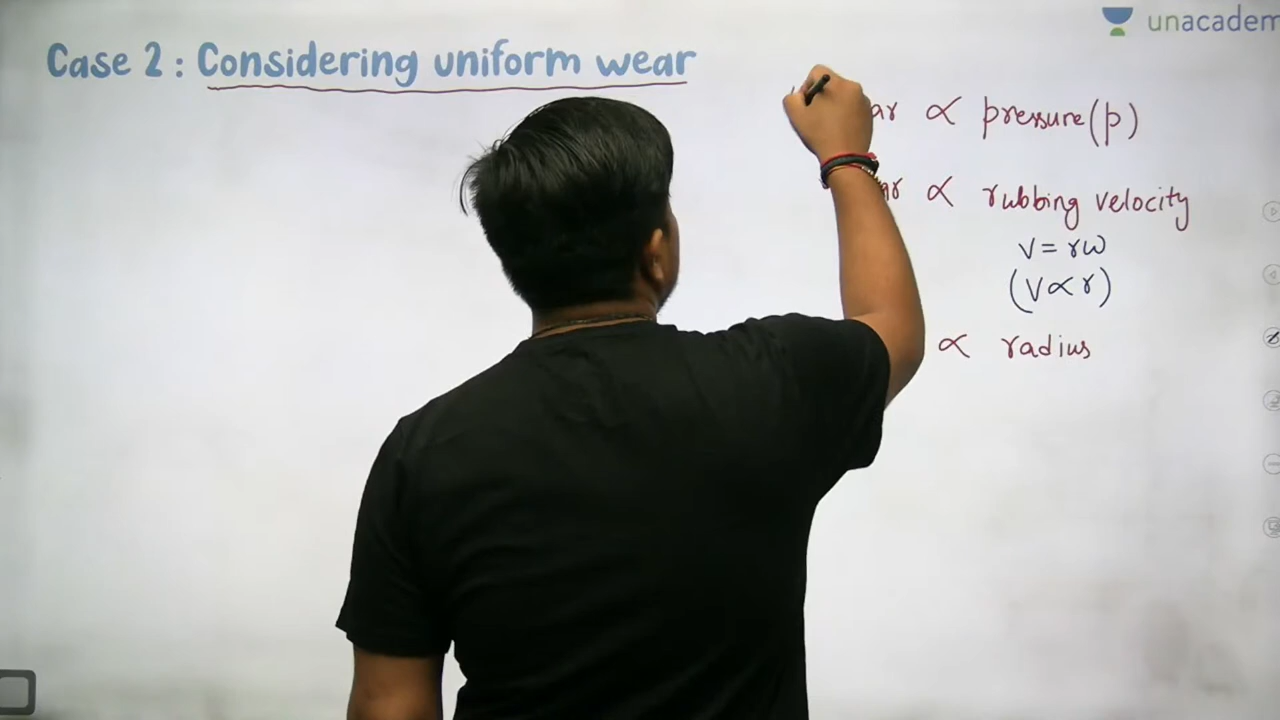 unacadem
Case 2 : Considering uniform wear
ar ∝ pressure(p)
ar ∝ rubbing velocity
v = rω
(v ∝ r)
∝ radius